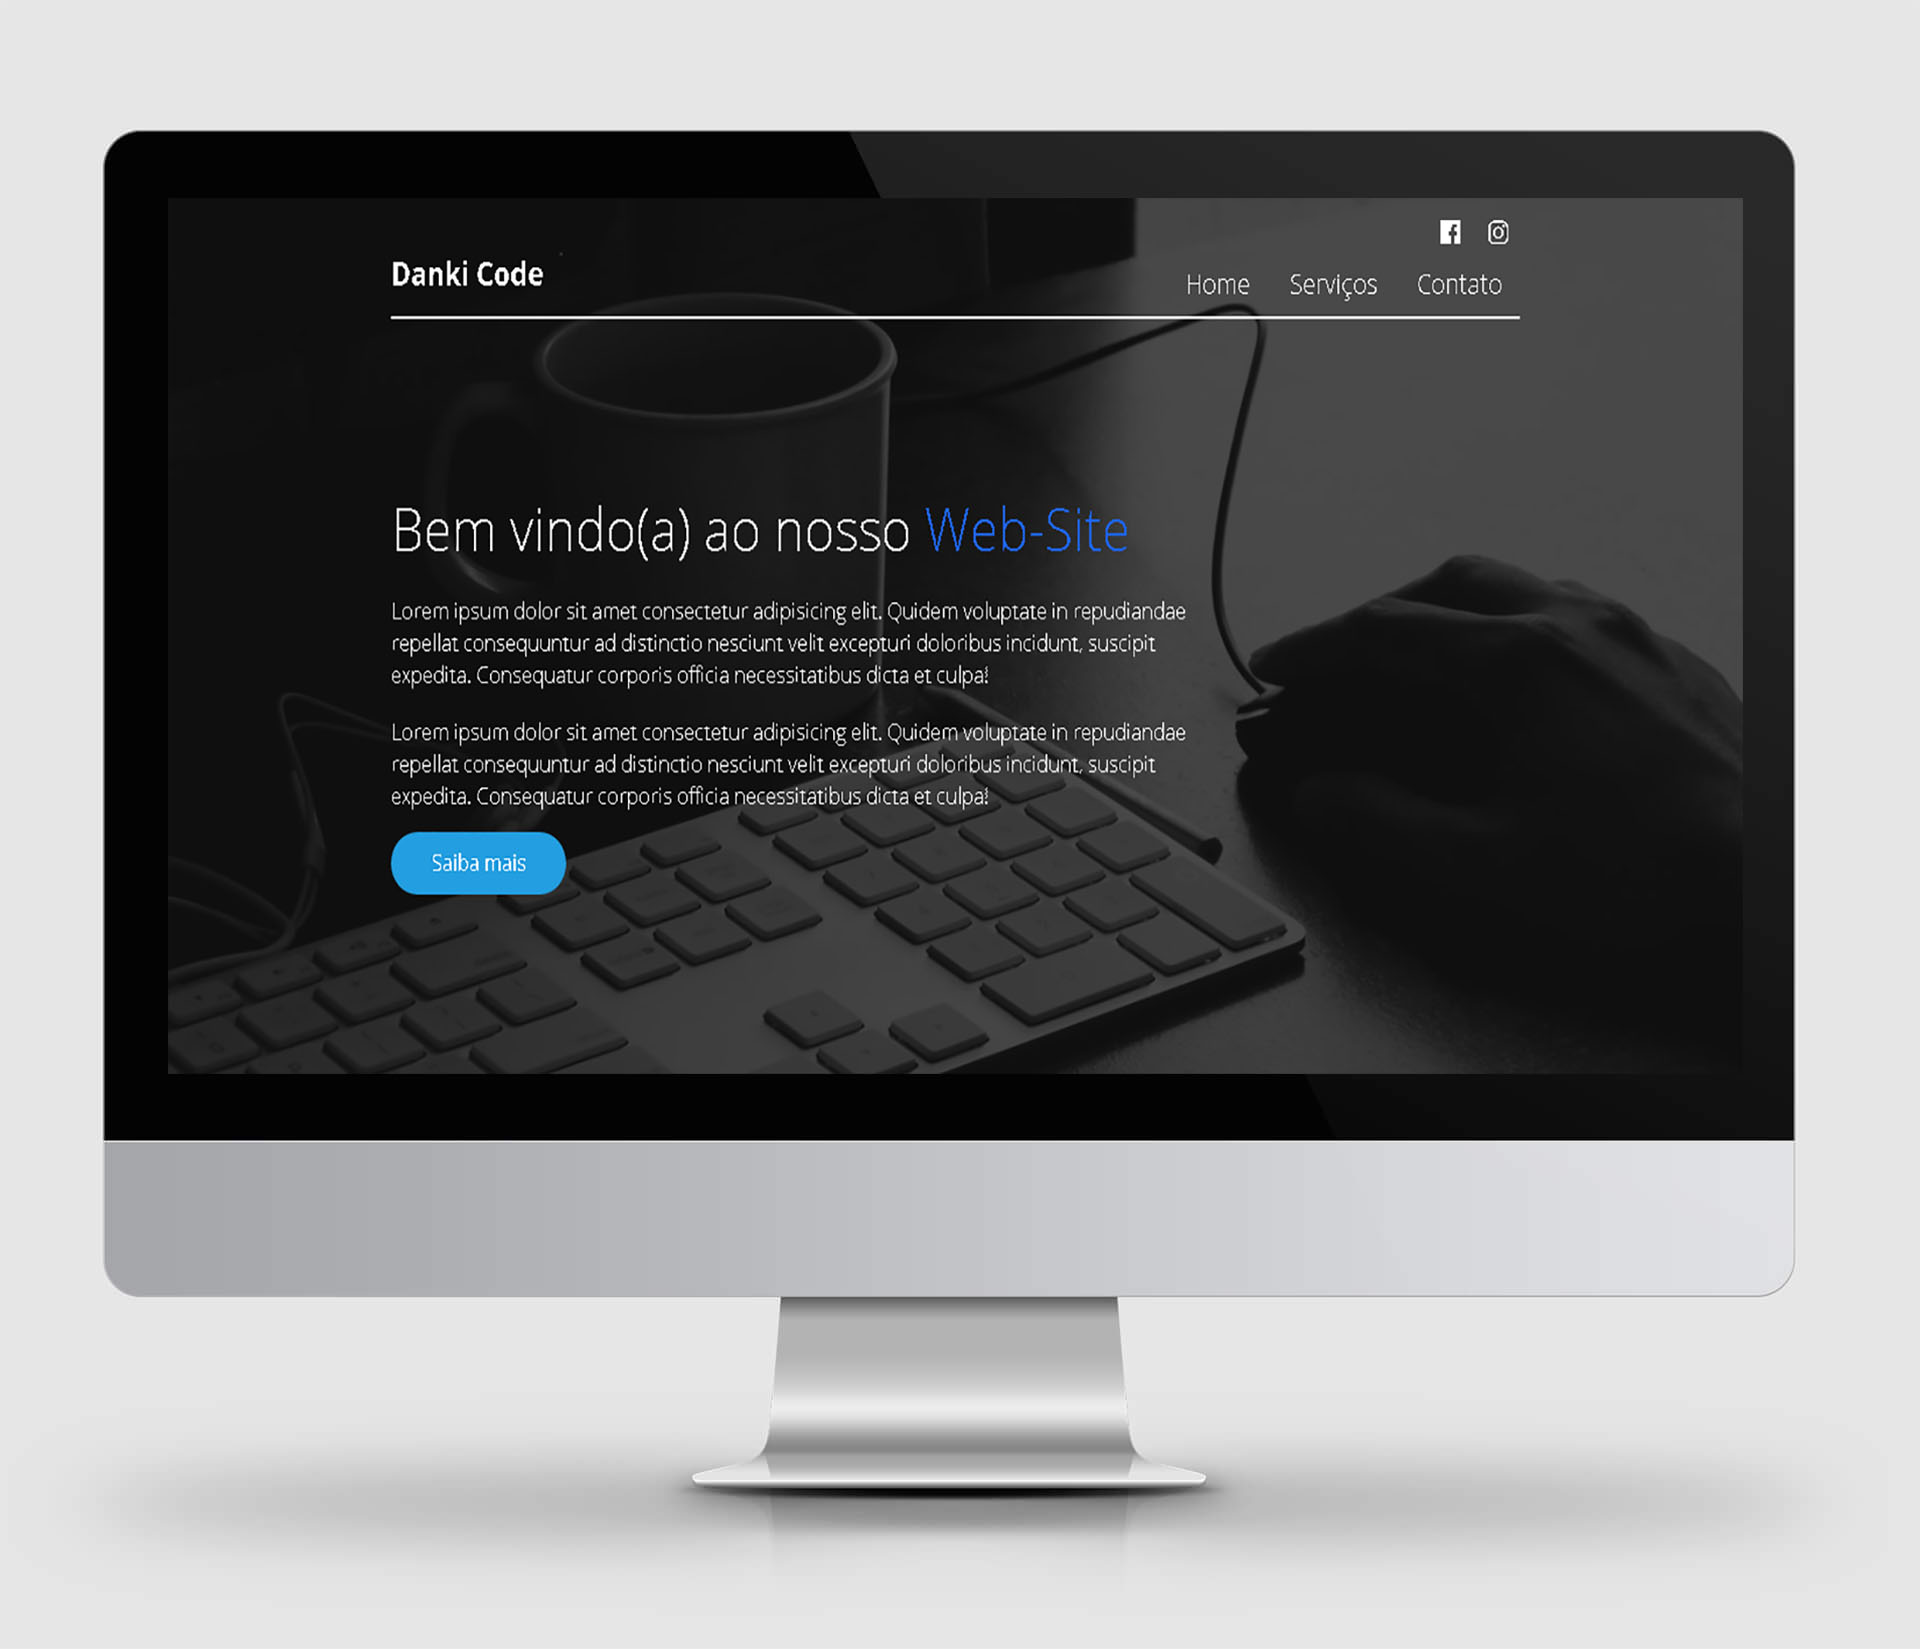 Danki Code
Home Serviços Contato
Bem vindo(a) ao nosso Web-Site
Lorem ipsum dolor sit amet consectetur adipisicing elit. Quidem voluptate in repudiandae
repellat consequuntur ad distinctio nesciunt velit excepturi doloribus incidunt, suscipit
expedita. Consequatur corporis officia necessitatibus dicta et culpa!
Lorem ipsum dolor sit amet consectetur adipisicing elit. Quidem voluptate in repudiandae
repellat consequuntur ad distinctio nesciunt velit excepturi doloribus incidunt, suscipit
expedita. Consequatur corporis officia necessitatibus dicta et culpa!
Saiba mais